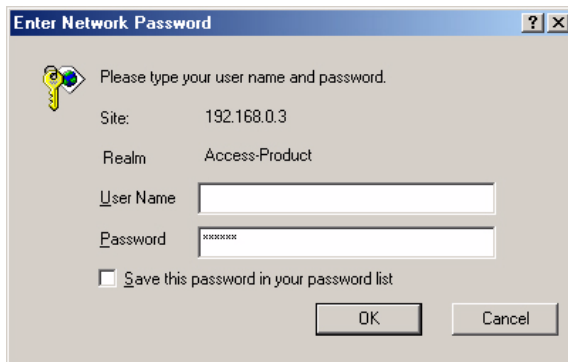 Enter Network Password
Please type your user name and password.
Site: 192.168.0.3
Realm Access-Product
User Name
Password ××××××
Save this password in your password list
OK Cancel